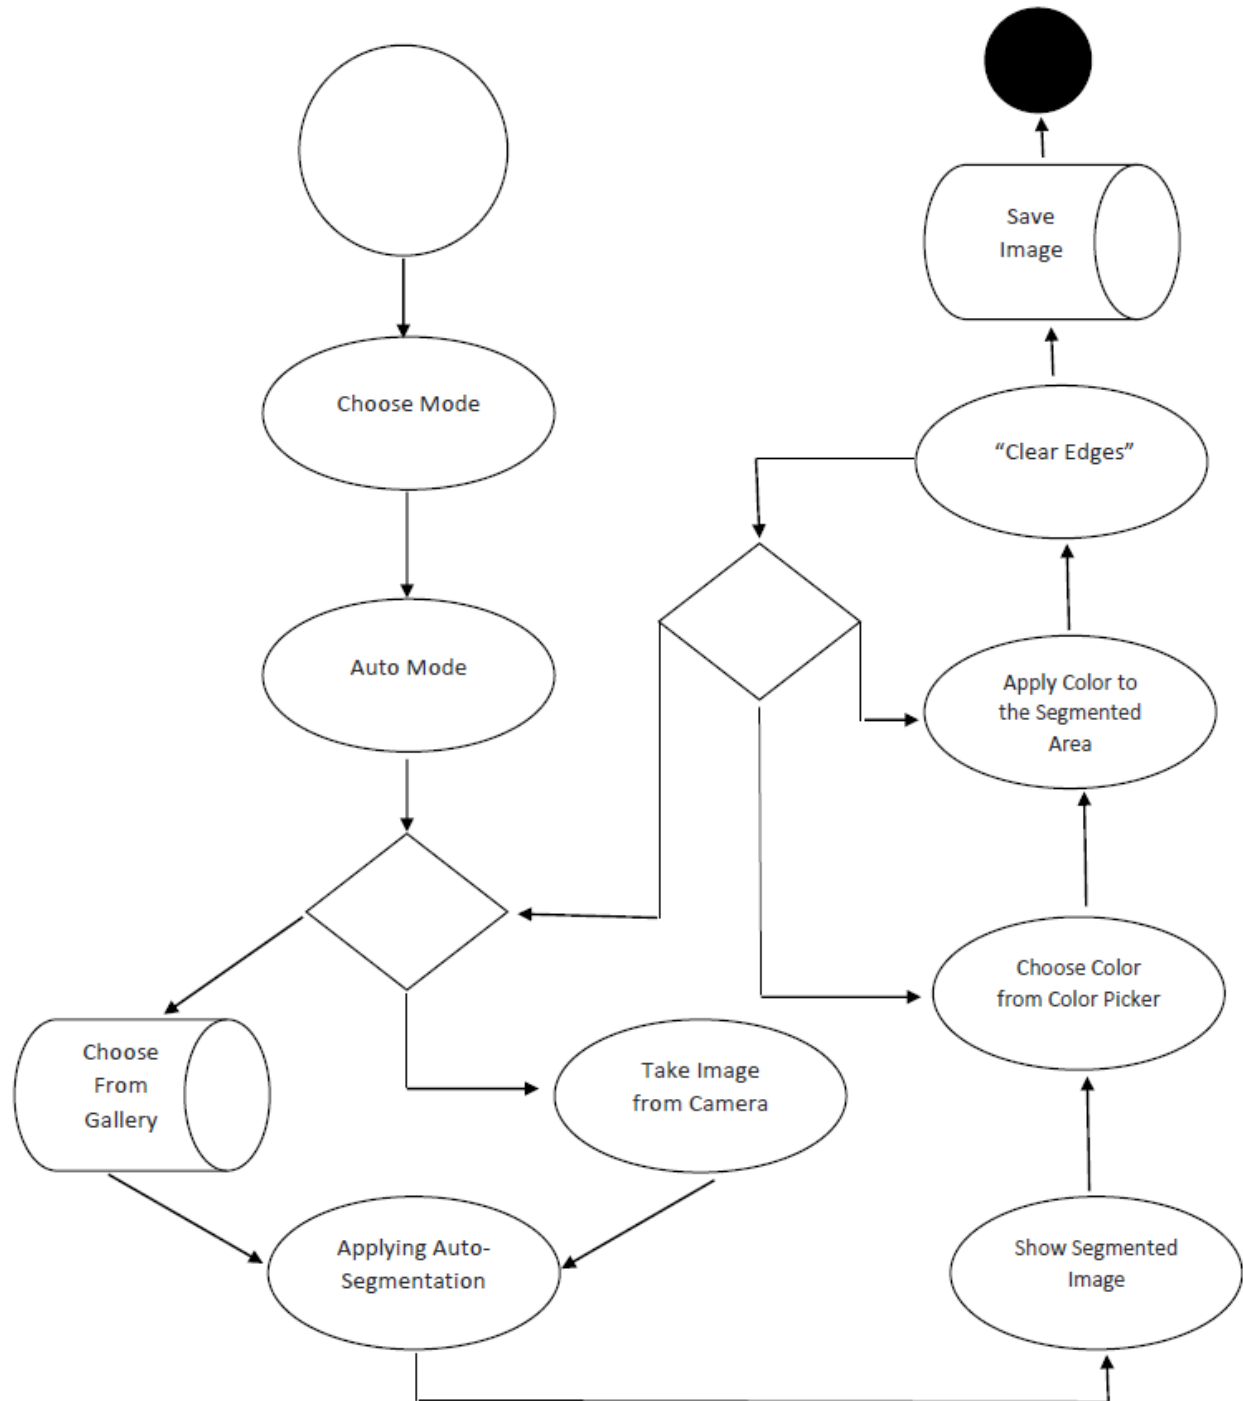 Choose Mode
Auto Mode
Choose
From
Gallery
Take Image
from Camera
Applying Auto-
Segmentation
Show Segmented
Image
Choose Color
from Color Picker
Apply Color to
the Segmented
Area
“Clear Edges”
Save
Image